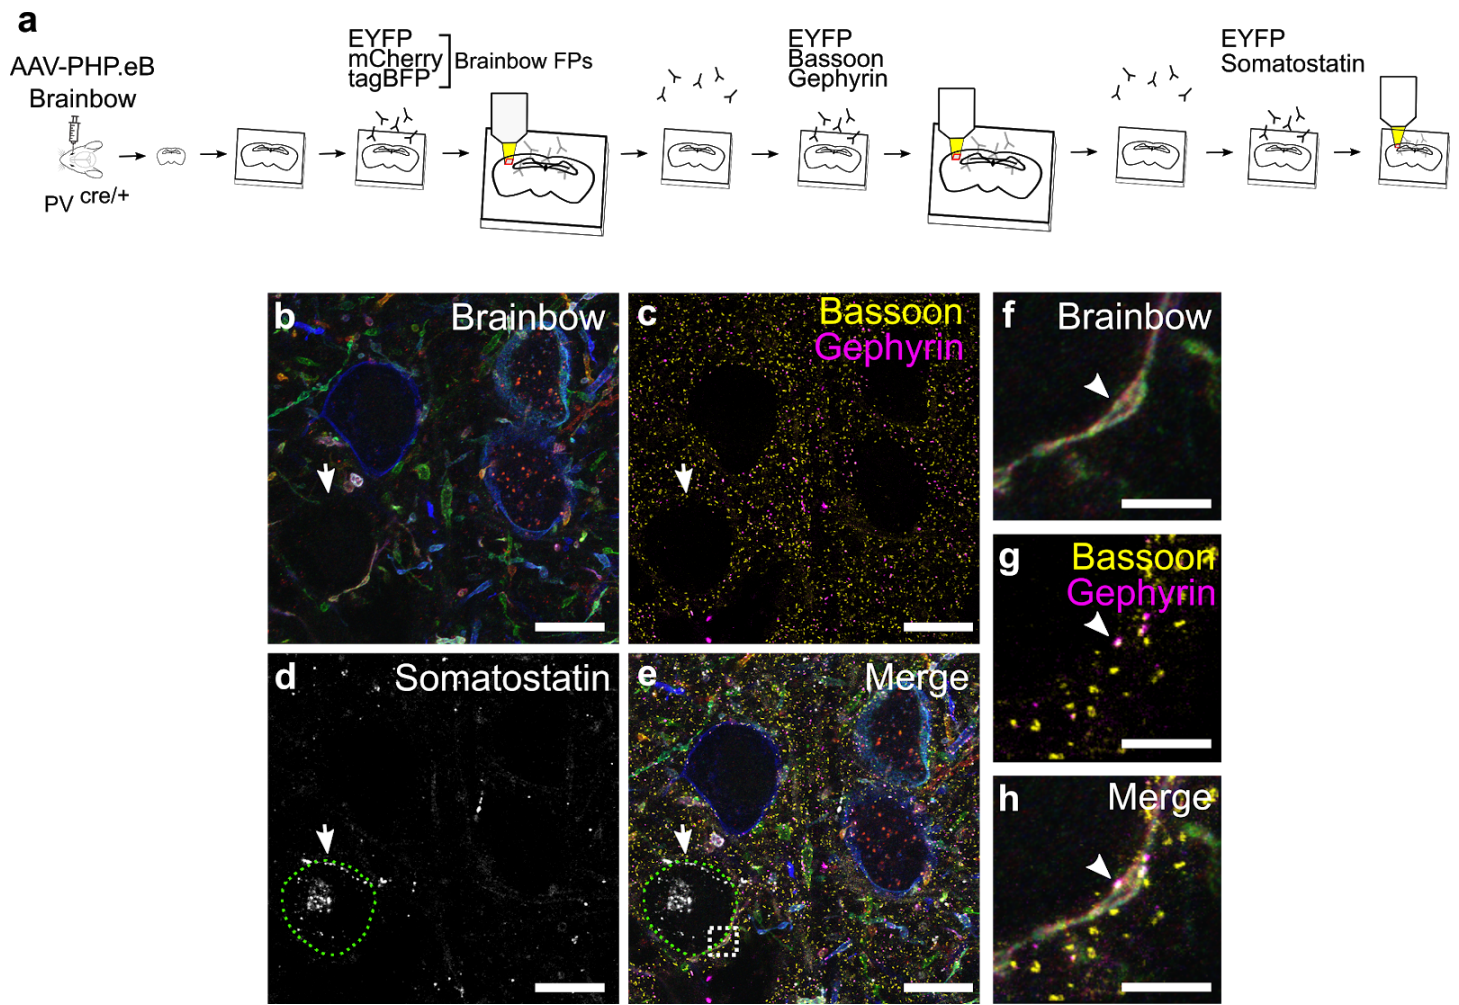 a
AAV-PHP.eB
Brainbow
PV cre/+
EYFP
mCherry
tagBFP
Brainbow FPs
EYFP
Bassoon
Gephyrin
EYFP
Somatostatin
b Brainbow
c Bassoon
Gephyrin
d Somatostatin
e Merge
f Brainbow
g Bassoon
Gephyrin
h Merge